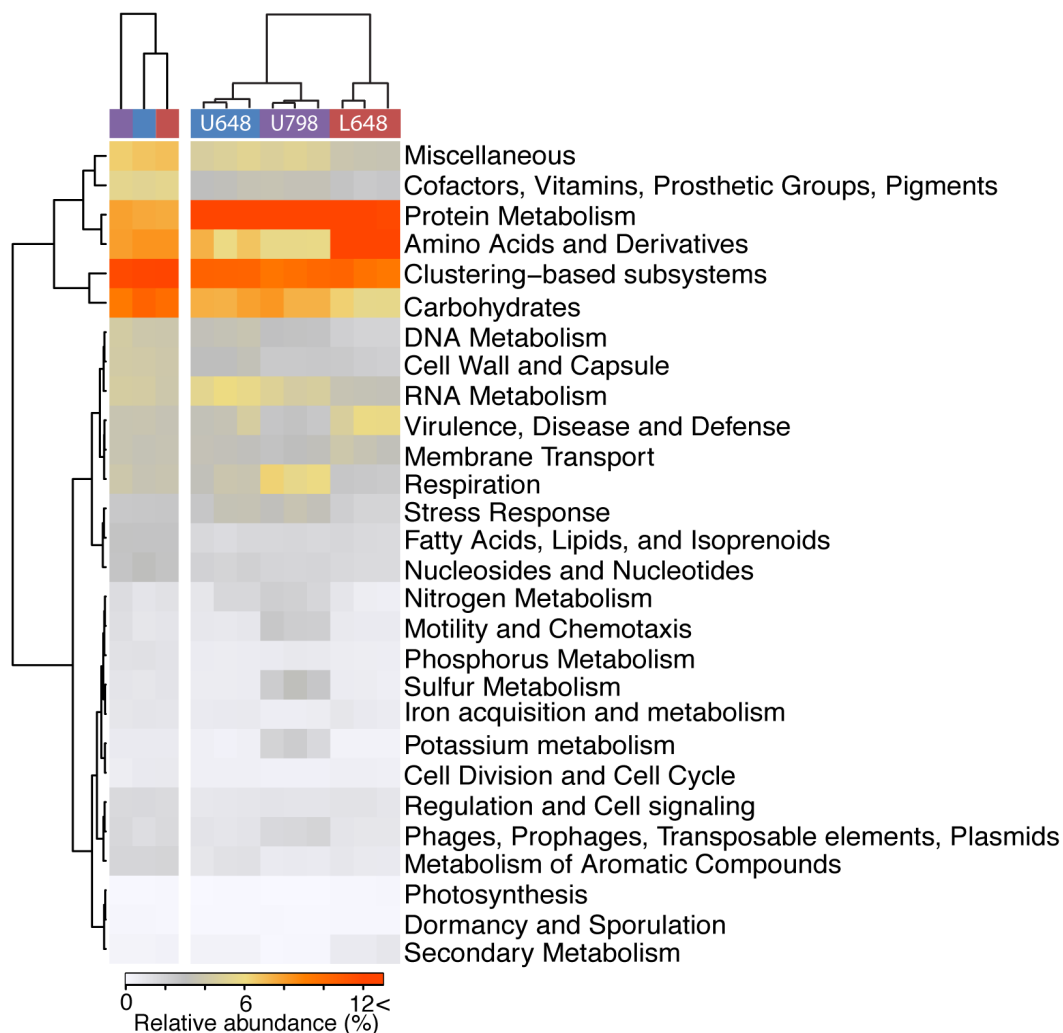 U648 U798 L648
Miscellaneous
Cofactors, Vitamins, Prosthetic Groups, Pigments
Protein Metabolism
Amino Acids and Derivatives
Clustering−based subsystems
Carbohydrates
DNA Metabolism
Cell Wall and Capsule
RNA Metabolism
Virulence, Disease and Defense
Membrane Transport
Respiration
Stress Response
Fatty Acids, Lipids, and Isoprenoids
Nucleosides and Nucleotides
Nitrogen Metabolism
Motility and Chemotaxis
Phosphorus Metabolism
Sulfur Metabolism
Iron acquisition and metabolism
Potassium metabolism
Cell Division and Cell Cycle
Regulation and Cell signaling
Phages, Prophages, Transposable elements, Plasmids
Metabolism of Aromatic Compounds
Photosynthesis
Dormancy and Sporulation
Secondary Metabolism
0 6 12<
Relative abundance (%)